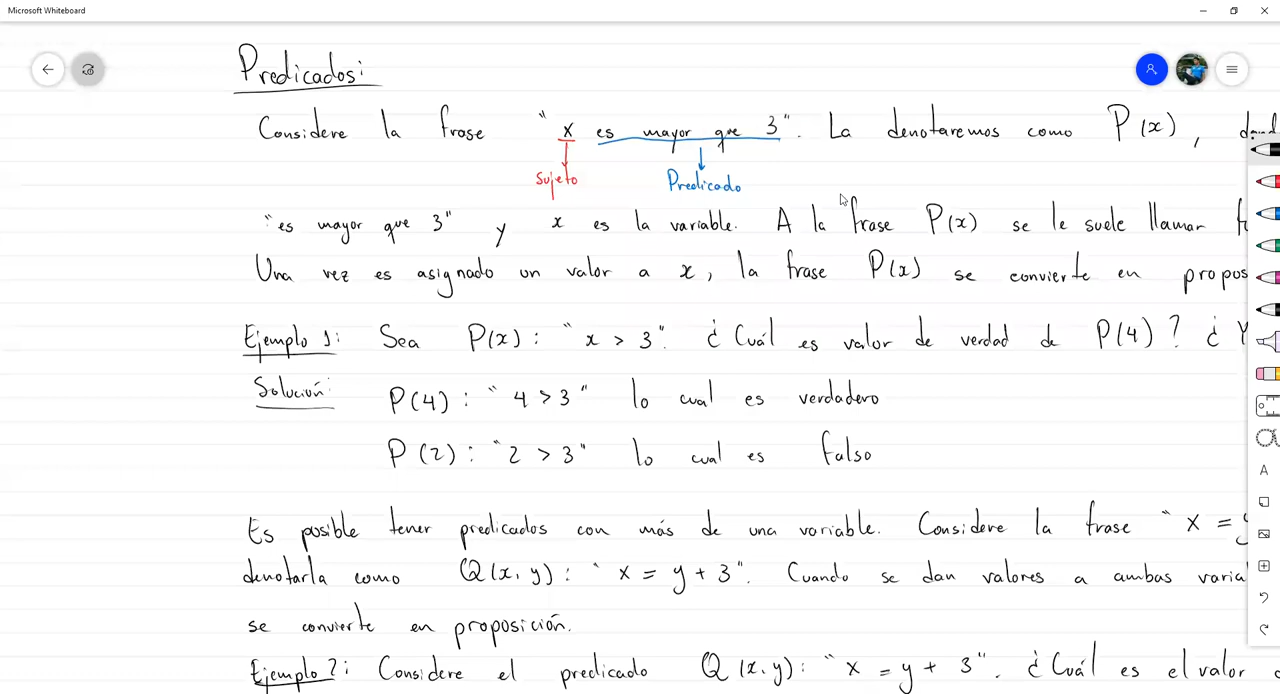 Microsoft Whiteboard
Predicados:
Considere la frase "x es mayor que 3". La denotaremos como P(x),
Sujeto Predicado
"es mayor que 3" y x es la variable. A la frase P(x) se le suele llamar
Una vez es asignado un valor a x, la frase P(x) se convierte en propos
Ejemplo 1: Sea P(x): "x > 3". ¿Cuál es valor de verdad de P(4)? ¿Y
Solución: P(4): "4 > 3" lo cual es verdadero
P(2): "2 > 3" lo cual es falso
Es posible tener predicados con más de una variable. Considere la frase "x = y
denotarla como Q(x, y): "x = y + 3". Cuando se dan valores a ambas varia
se convierte en proposición.
Ejemplo 2: Considere el predicado Q(x, y): "x = y + 3". ¿Cuál es el valor